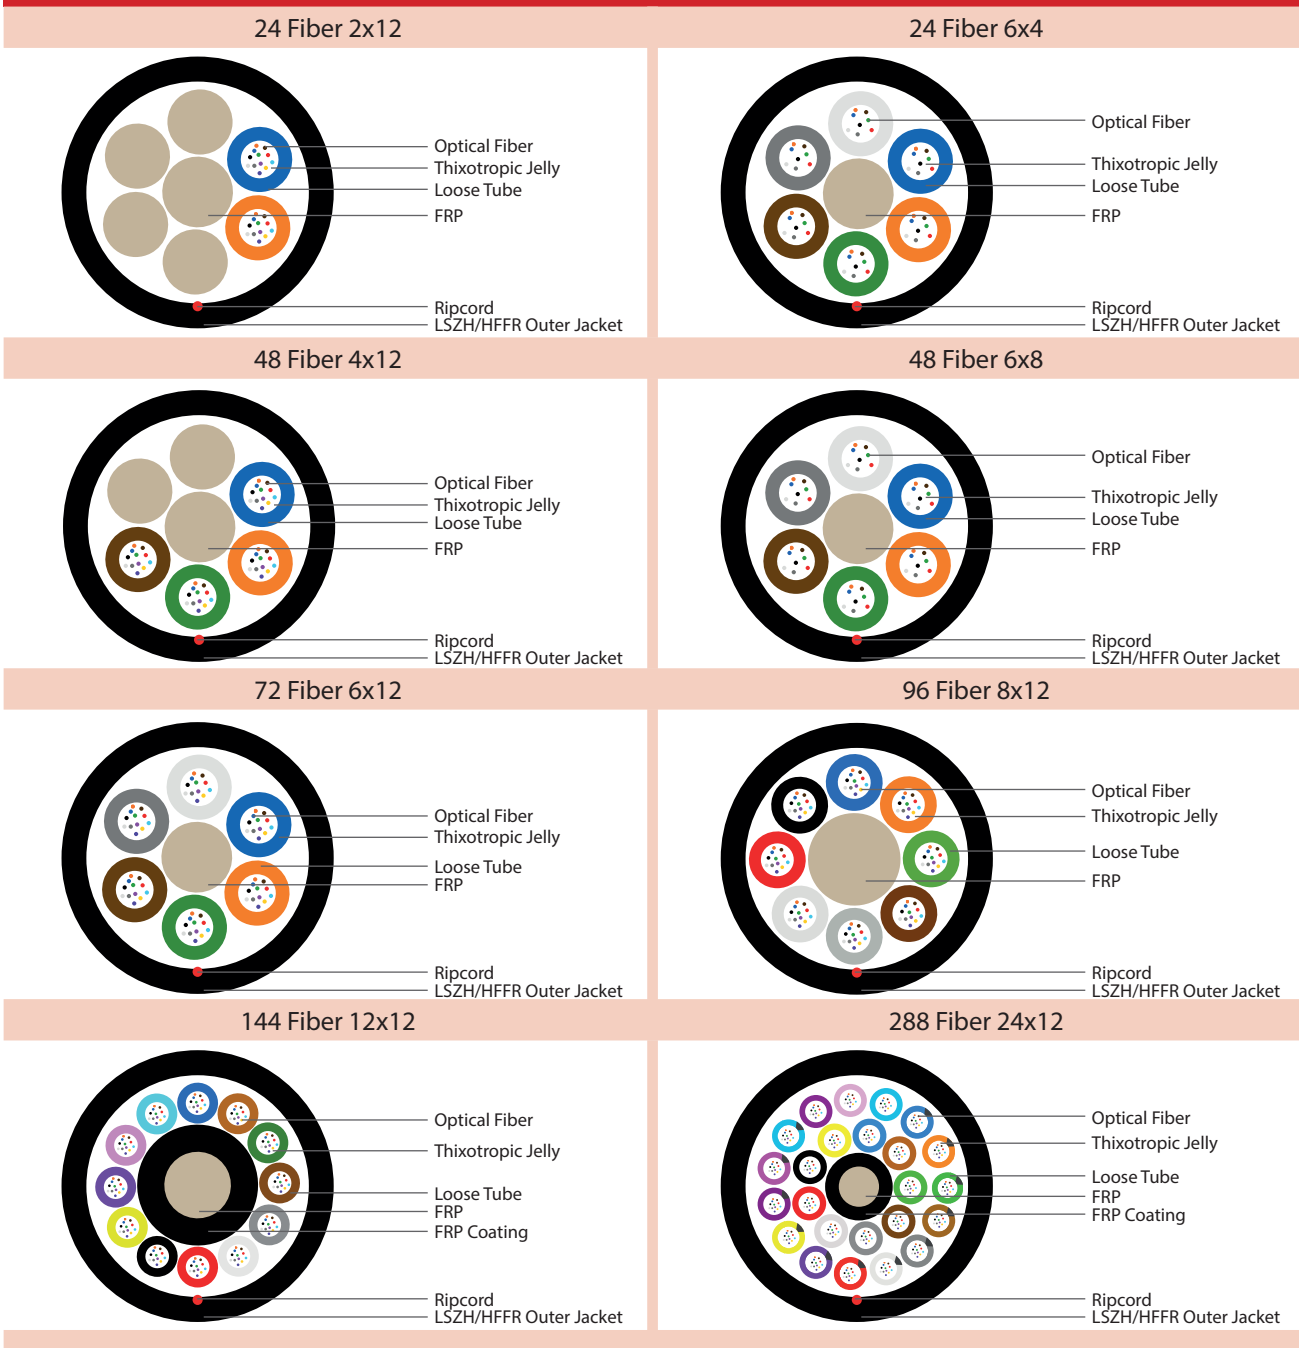 24 Fiber 2x12
Optical Fiber
Thixotropic Jelly
Loose Tube
FRP
Ripcord
LSZH/HFFR Outer Jacket
24 Fiber 6x4
Optical Fiber
Thixotropic Jelly
Loose Tube
FRP
Ripcord
LSZH/HFFR Outer Jacket
48 Fiber 4x12
Optical Fiber
Thixotropic Jelly
Loose Tube
FRP
Ripcord
LSZH/HFFR Outer Jacket
48 Fiber 6x8
Optical Fiber
Thixotropic Jelly
Loose Tube
FRP
Ripcord
LSZH/HFFR Outer Jacket
72 Fiber 6x12
Optical Fiber
Thixotropic Jelly
Loose Tube
FRP
Ripcord
LSZH/HFFR Outer Jacket
96 Fiber 8x12
Optical Fiber
Thixotropic Jelly
Loose Tube
FRP
Ripcord
LSZH/HFFR Outer Jacket
144 Fiber 12x12
Optical Fiber
Thixotropic Jelly
Loose Tube
FRP
FRP Coating
Ripcord
LSZH/HFFR Outer Jacket
288 Fiber 24x12
Optical Fiber
Thixotropic Jelly
Loose Tube
FRP
FRP Coating
Ripcord
LSZH/HFFR Outer Jacket